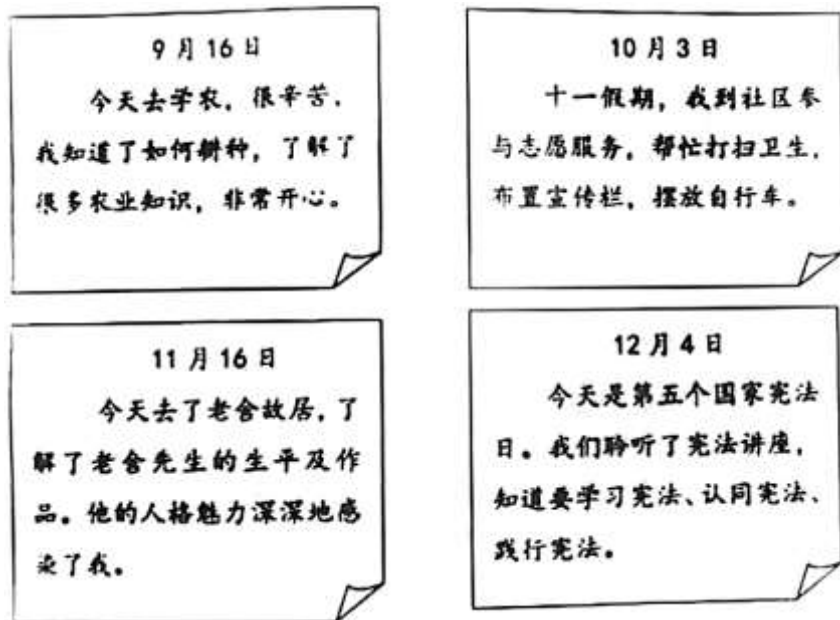 9月16日
今天去学农，很辛苦，
我知道了如何耕种，了解了
很多农业知识，非常开心。
10月3日
十一假期，我到社区参
与志愿服务，帮忙打扫卫生，
布置宣传栏，摆放自行车。
11月16日
今天去了老舍故居，了
解了老舍先生的生平及作
品。他的人格魅力深深地感
染了我。
12月4日
今天是第五个国家宪法
日。我们聆听了宪法讲座，
知道要学习宪法、认同宪法、
践行宪法。